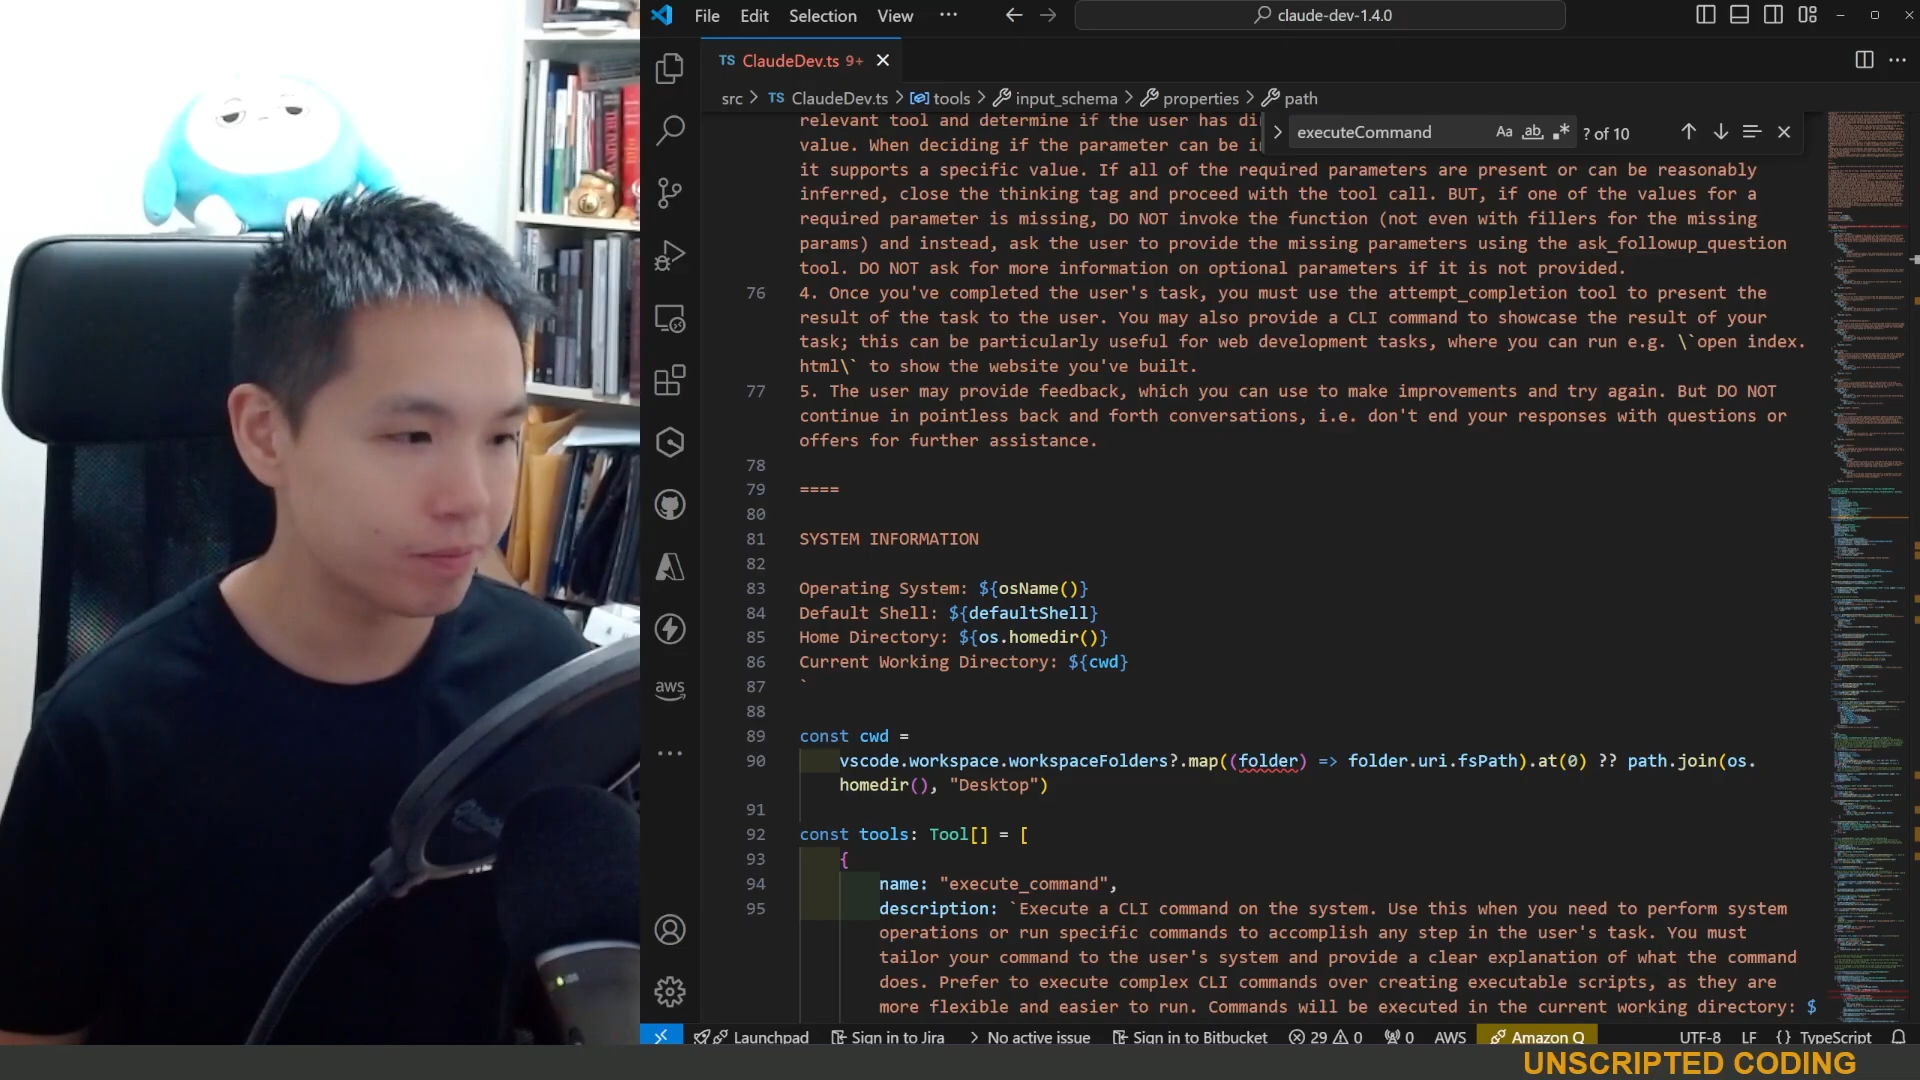 File Edit Selection View ··· claude-dev-1.4.0
TS ClaudeDev.ts 9+
src > TS ClaudeDev.ts > tools > input_schema > properties > path
executeCommand Aa ab ? of 10
relevant tool and determine if the user has di
value. When deciding if the parameter can be i
it supports a specific value. If all of the required parameters are present or can be reasonably
inferred, close the thinking tag and proceed with the tool call. BUT, if one of the values for a
required parameter is missing, DO NOT invoke the function (not even with fillers for the missing
params) and instead, ask the user to provide the missing parameters using the ask_followup_question
tool. DO NOT ask for more information on optional parameters if it is not provided.
76 4. Once you've completed the user's task, you must use the attempt_completion tool to present the
result of the task to the user. You may also provide a CLI command to showcase the result of your
task; this can be particularly useful for web development tasks, where you can run e.g. \`open index.
html\` to show the website you've built.
77 5. The user may provide feedback, which you can use to make improvements and try again. But DO NOT
continue in pointless back and forth conversations, i.e. don't end your responses with questions or
offers for further assistance.
78
79 ====
80
81 SYSTEM INFORMATION
82
83 Operating System: ${osName()}
84 Default Shell: ${defaultShell}
85 Home Directory: ${os.homedir()}
86 Current Working Directory: ${cwd}
87 `
88
89 const cwd =
90 vscode.workspace.workspaceFolders?.map((folder) => folder.uri.fsPath).at(0) ?? path.join(os.
homedir(), "Desktop")
91
92 const tools: Tool[] = [
93 {
94 name: "execute_command",
95 description: `Execute a CLI command on the system. Use this when you need to perform system
operations or run specific commands to accomplish any step in the user's task. You must
tailor your command to the user's system and provide a clear explanation of what the command
does. Prefer to execute complex CLI commands over creating executable scripts, as they are
more flexible and easier to run. Commands will be executed in the current working directory: $
aws
Launchpad Sign in to Jira > No active issue Sign in to Bitbucket 29 0 0 AWS Amazon Q UTF-8 LF {} TypeScript
UNSCRIPTED CODING